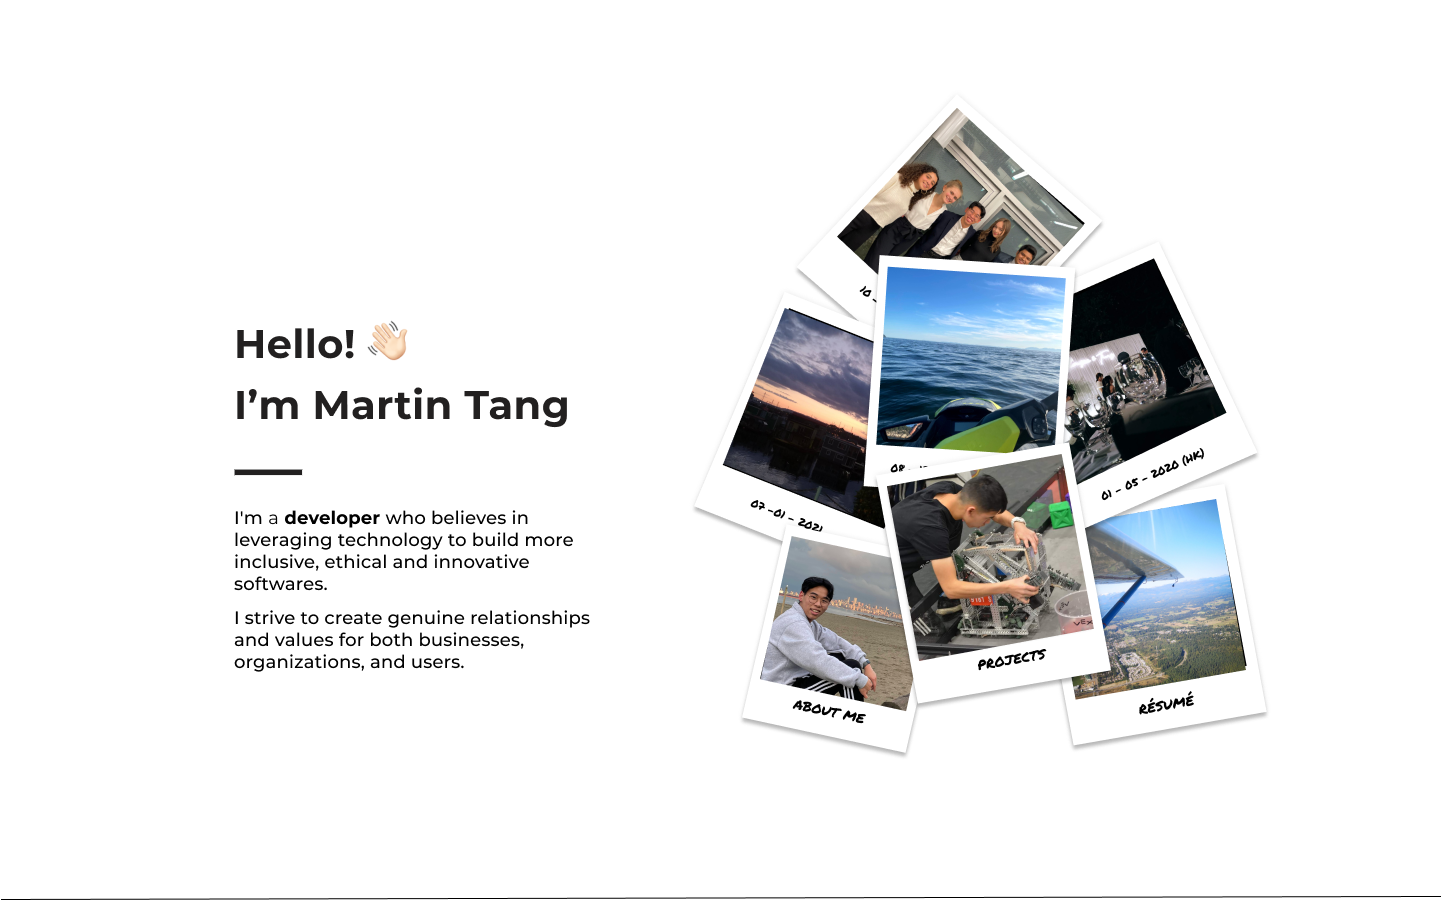 Hello! 👋🏻
I’m Martin Tang
I'm a developer who believes in
leveraging technology to build more
inclusive, ethical and innovative
softwares.
I strive to create genuine relationships
and values for both businesses,
organizations, and users.
10 -
07 -01 - 2021
08
01 - 05 - 2020 (HK)
PROJECTS
ABOUT ME
RÉSUMÉ